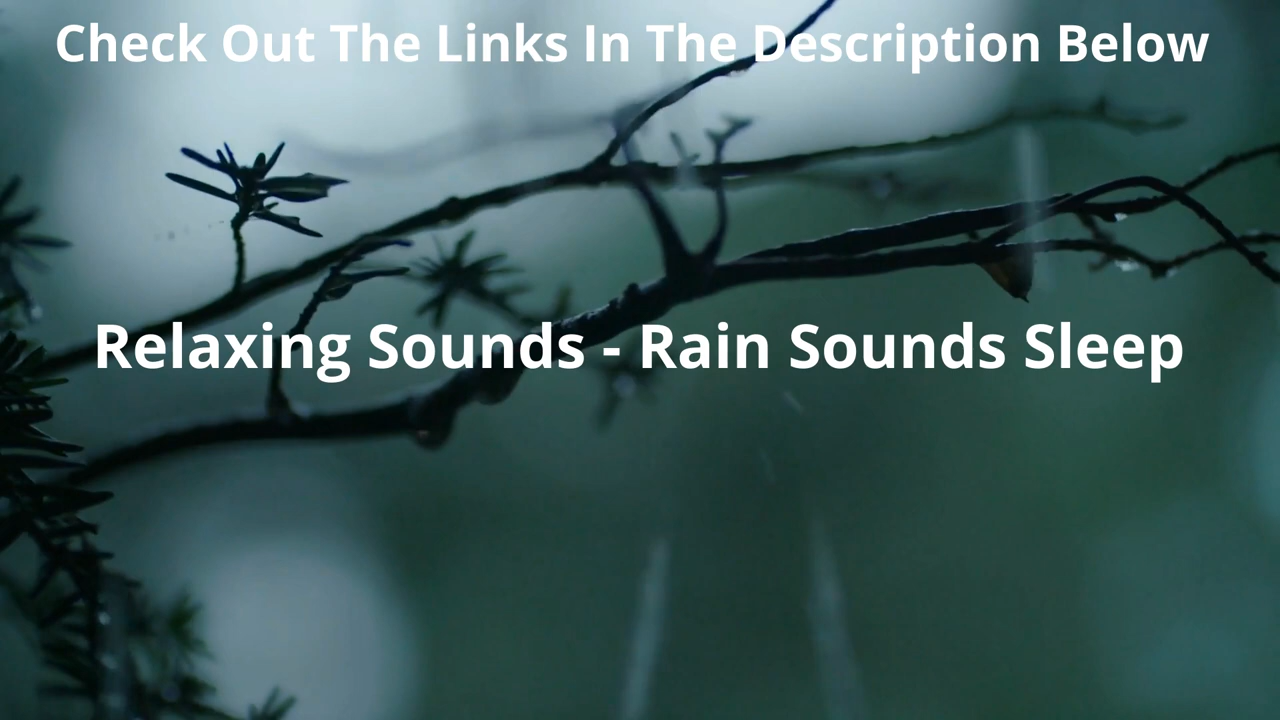 Check Out The Links In The Description Below
Relaxing Sounds - Rain Sounds Sleep